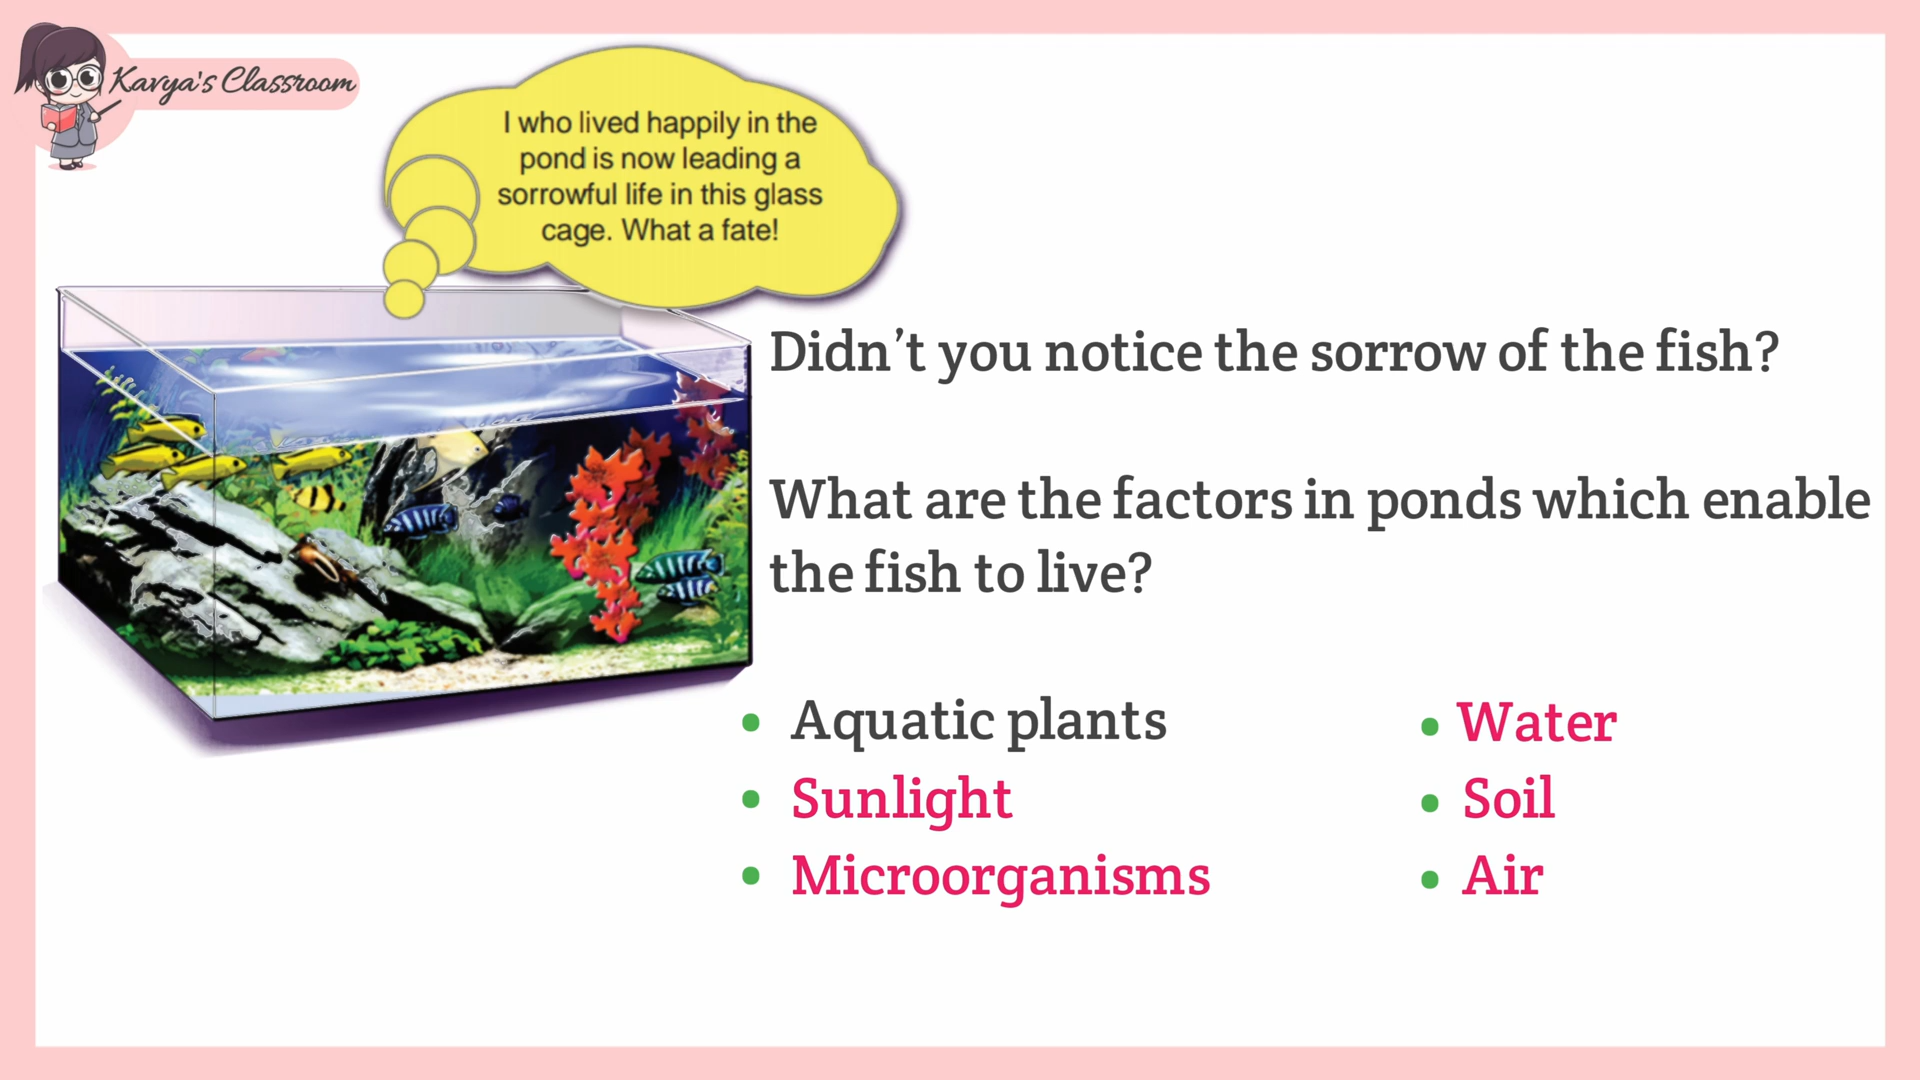 Kavya's Classroom
I who lived happily in the
pond is now leading a
sorrowful life in this glass
cage. What a fate!
Didn't you notice the sorrow of the fish?
What are the factors in ponds which enable
the fish to live?
• Aquatic plants
• Sunlight
• Microorganisms
• Water
• Soil
• Air